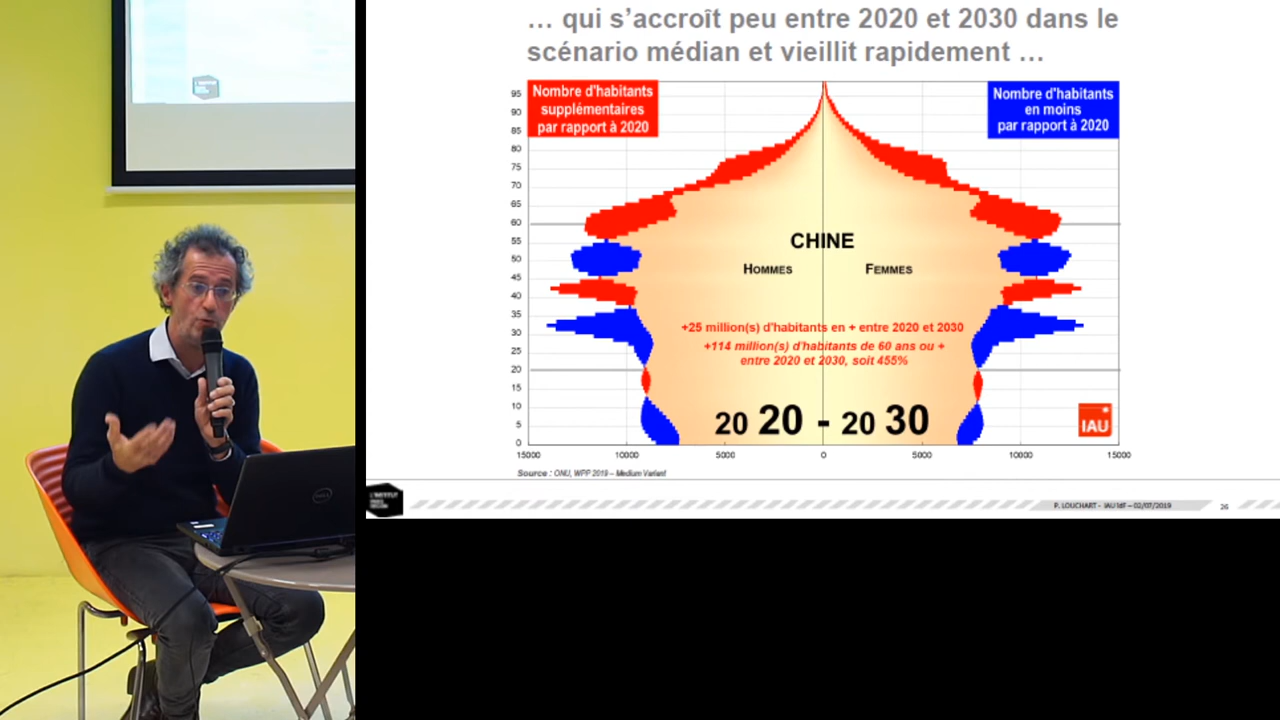 … qui s'accroît peu entre 2020 et 2030 dans le
scénario médian et vieillit rapidement …
Nombre d'habitants
supplémentaires
par rapport à 2020
Nombre d'habitants
en moins
par rapport à 2020
95
90
85
80
75
70
65
60
55
50
45
40
35
30
25
20
15
10
5
0
CHINE
HOMMES
FEMMES
+25 million(s) d'habitants en + entre 2020 et 2030
+114 million(s) d'habitants de 60 ans ou +
entre 2020 et 2030, soit 455%
20 20 - 20 30
IAU
15000 10000 5000 0 5000 10000 15000
Source : ONU, WPP 2019 – Medium Variant
P. LOUCHART – IAU IdF – 02/07/2019
26
DELL